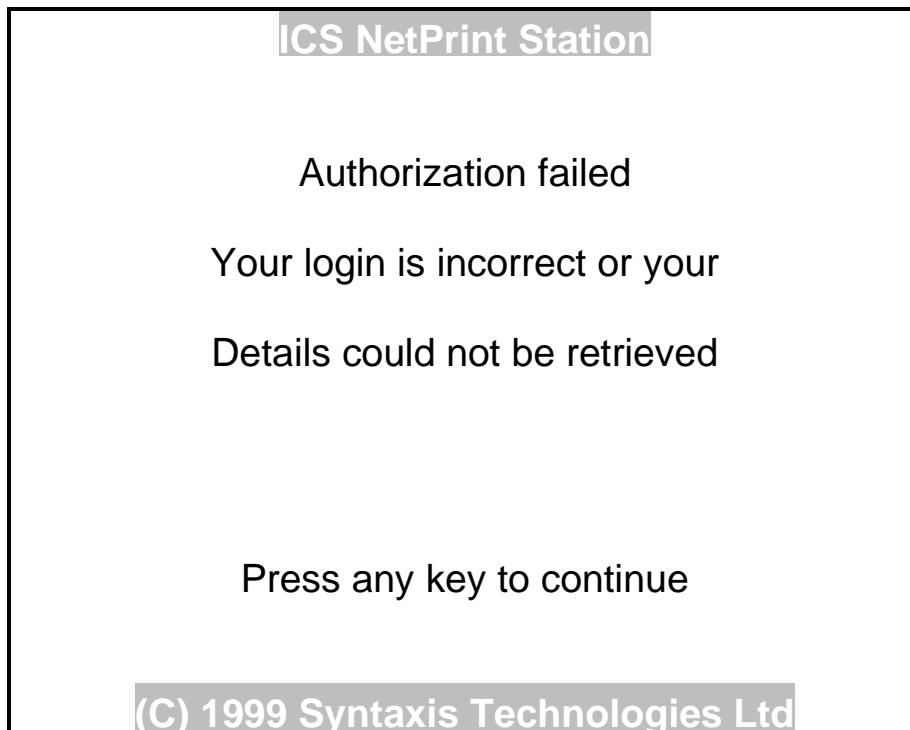 ICS NetPrint Station
Authorization failed
Your login is incorrect or your
Details could not be retrieved
Press any key to continue
(C) 1999 Syntaxis Technologies Ltd